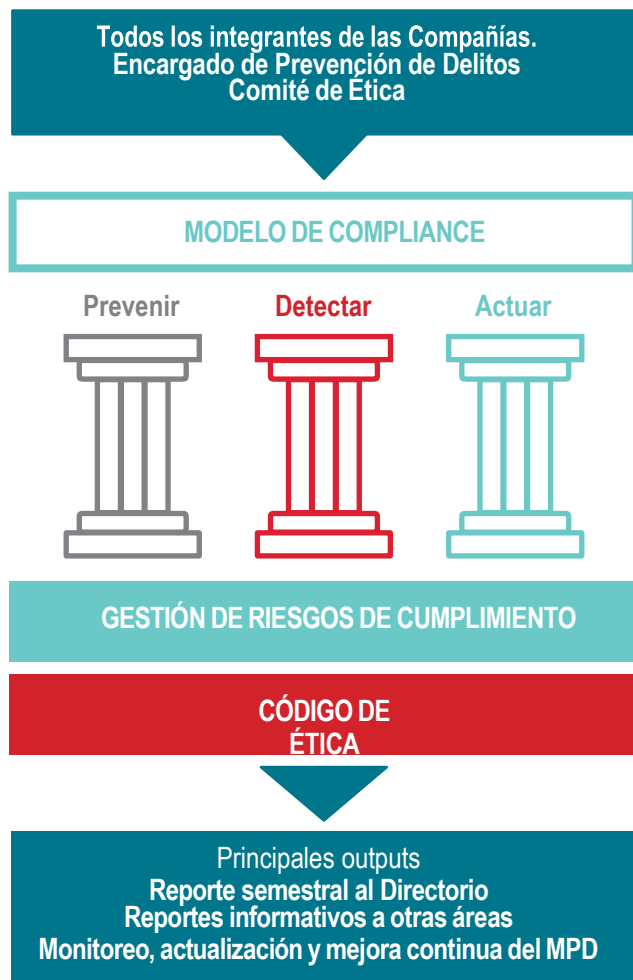 Todos los integrantes de las Compañías.
Encargado de Prevención de Delitos
Comité de Ética
MODELO DE COMPLIANCE
Prevenir
Detectar
Actuar
GESTIÓN DE RIESGOS DE CUMPLIMIENTO
CÓDIGO DE
ÉTICA
Principales outputs
Reporte semestral al Directorio
Reportes informativos a otras áreas
Monitoreo, actualización y mejora continua del MPD